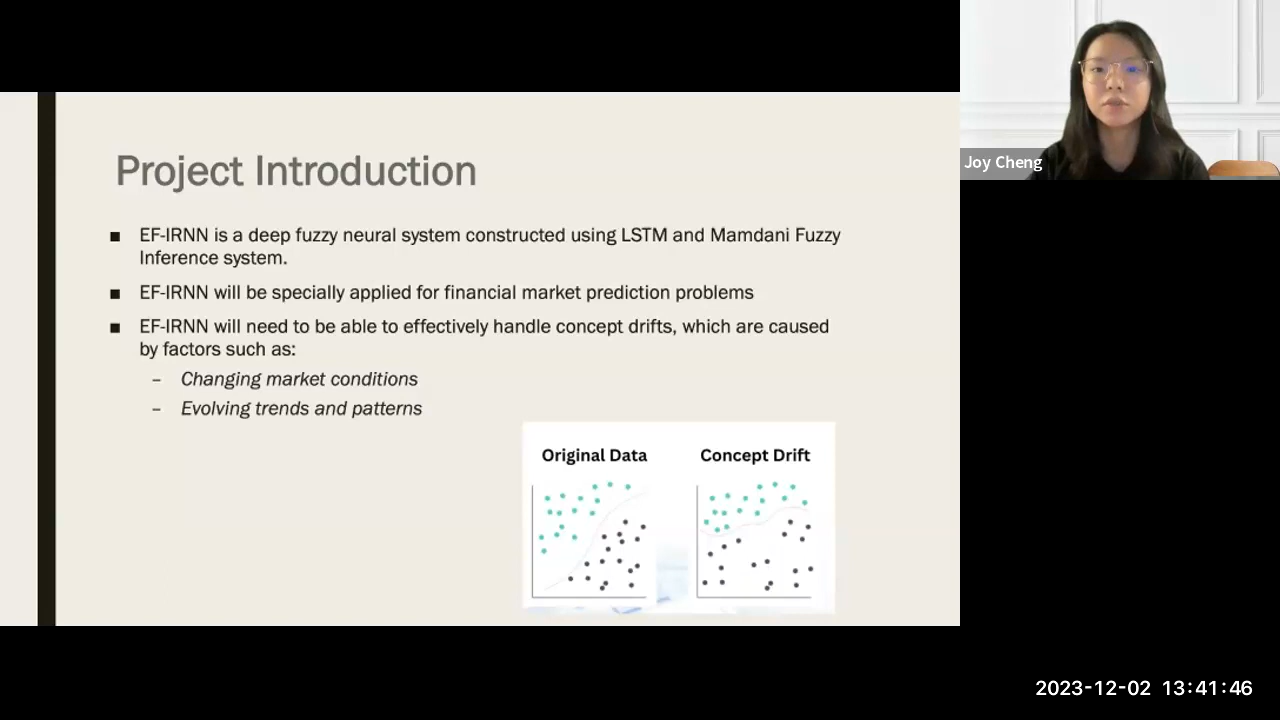 Project Introduction
■ EF-IRNN is a deep fuzzy neural system constructed using LSTM and Mamdani Fuzzy
Inference system.
■ EF-IRNN will be specially applied for financial market prediction problems
■ EF-IRNN will need to be able to effectively handle concept drifts, which are caused
by factors such as:
– Changing market conditions
– Evolving trends and patterns
Original Data
Concept Drift
Joy Cheng
2023-12-02 13:41:46